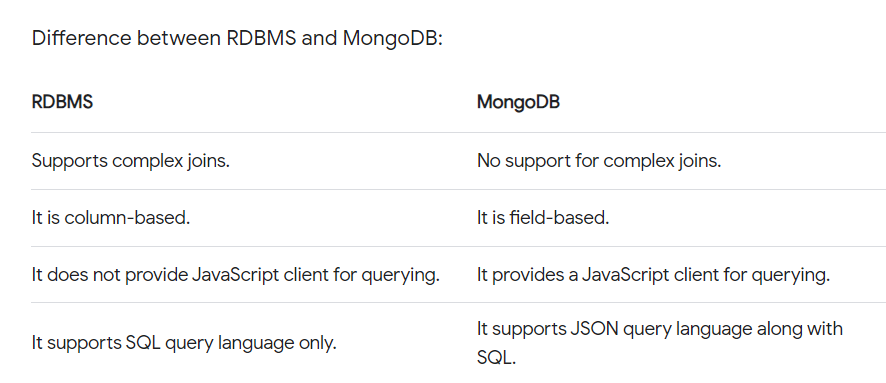 Difference between RDBMS and MongoDB:
RDBMS MongoDB
Supports complex joins. No support for complex joins.
It is column-based. It is field-based.
It does not provide JavaScript client for querying. It provides a JavaScript client for querying.
It supports SQL query language only. It supports JSON query language along with
SQL.